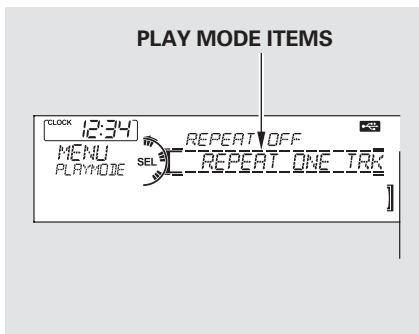 PLAY MODE ITEMS
CLOCK 12:34
MENU
PLAYMODE
SEL
REPEAT OFF
REPEAT ONE TRK